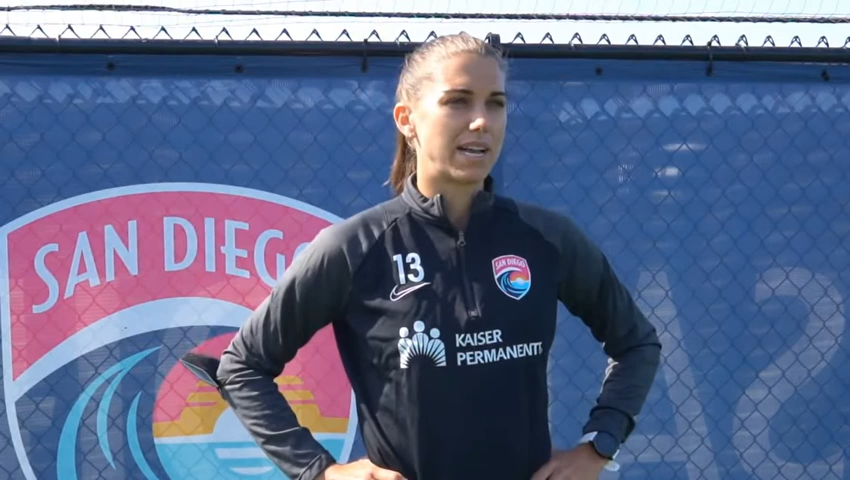 SAN DIEGO
13
SAN DIEGO
KAISER
PERMANENTE